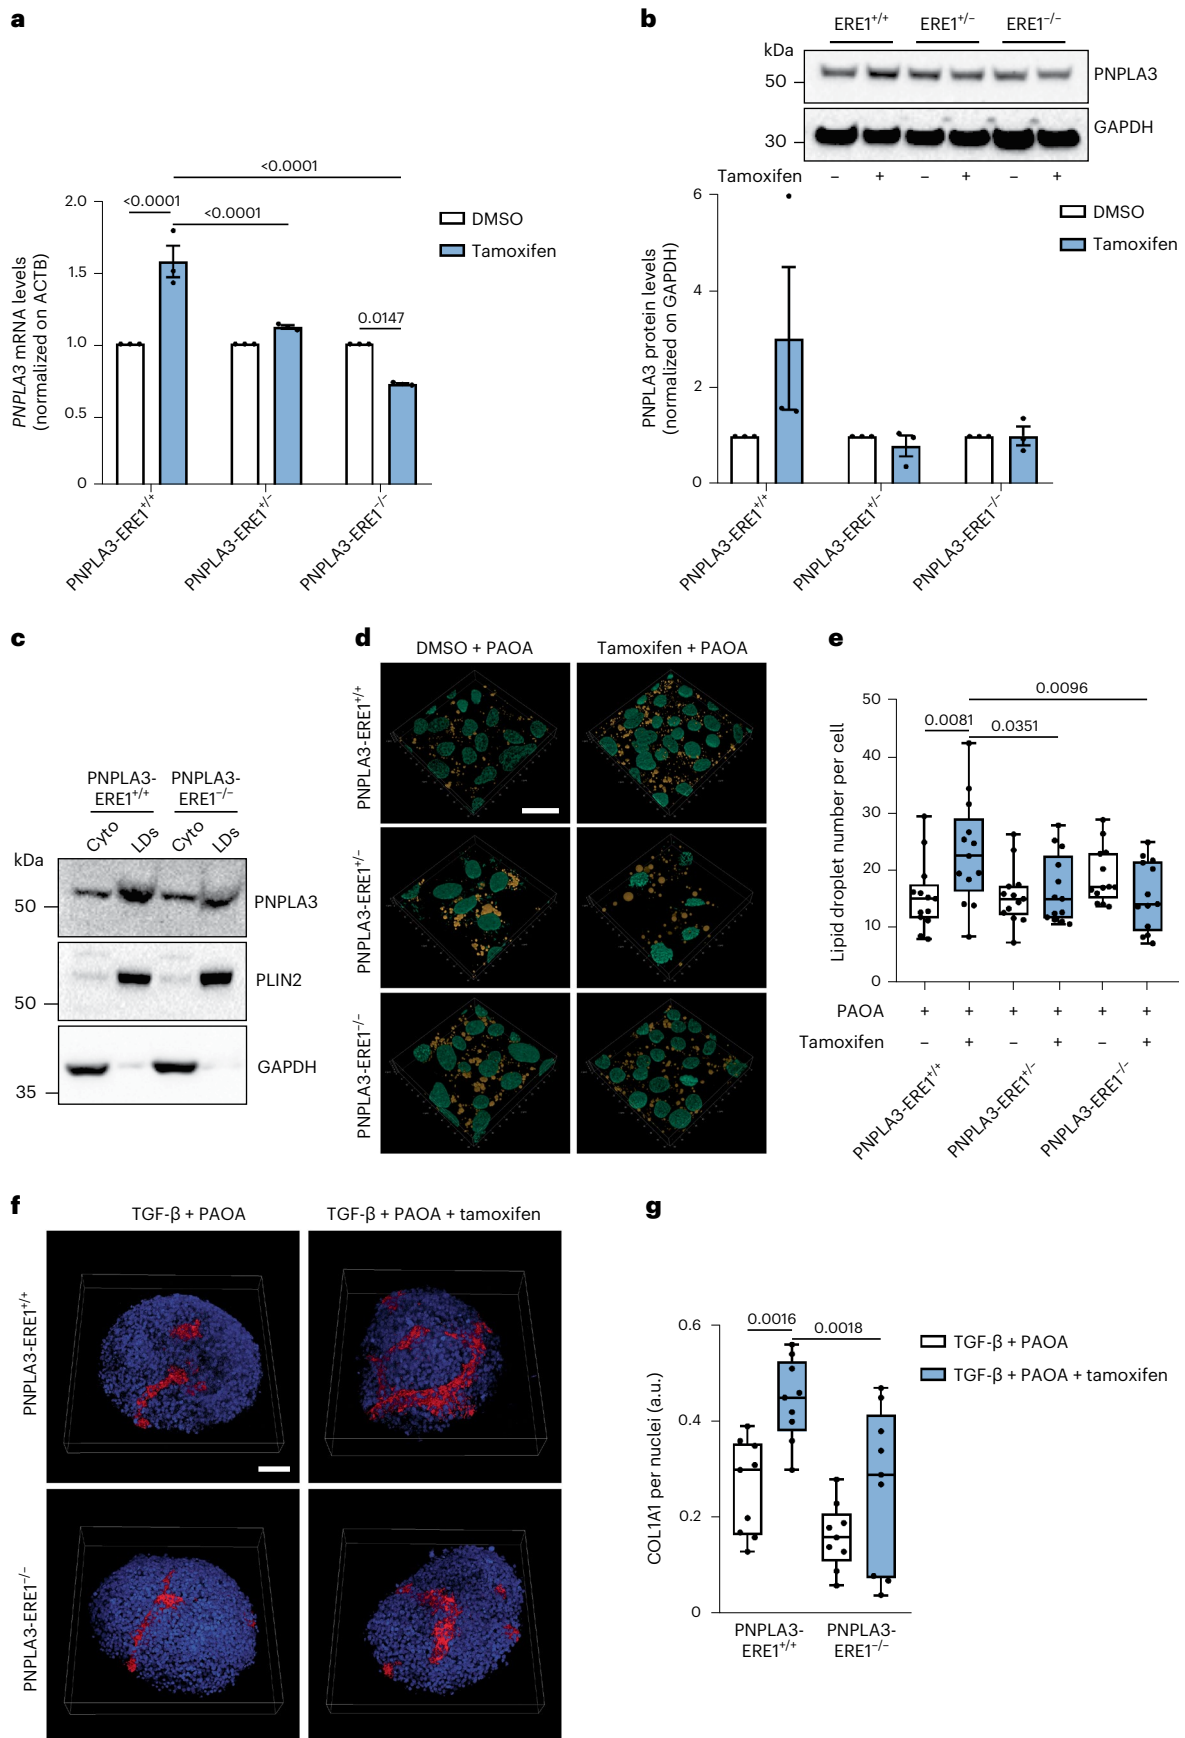 a
<0.0001
<0.0001
<0.0001
0.0147
2.0
1.5
1.0
0.5
0
PNPLA3 mRNA levels
(normalized on ACTB)
DMSO
Tamoxifen
PNPLA3-ERE1+/+
PNPLA3-ERE1+/−
PNPLA3-ERE1−/−
b
ERE1+/+ ERE1+/− ERE1−/−
kDa
50
PNPLA3
30
GAPDH
Tamoxifen − + − + − +
6
4
2
0
PNPLA3 protein levels
(normalized on GAPDH)
DMSO
Tamoxifen
PNPLA3-ERE1+/+
PNPLA3-ERE1+/−
PNPLA3-ERE1−/−
c
PNPLA3-
ERE1+/+
PNPLA3-
ERE1−/−
Cyto LDs Cyto LDs
kDa
50
PNPLA3
50
PLIN2
35
GAPDH
d
DMSO + PAOA
Tamoxifen + PAOA
PNPLA3-ERE1+/+
PNPLA3-ERE1+/−
PNPLA3-ERE1−/−
e
0.0096
0.0081
0.0351
50
40
30
20
10
0
Lipid droplet number per cell
PAOA + + + + + +
Tamoxifen − + − + − +
PNPLA3-ERE1+/+
PNPLA3-ERE1+/−
PNPLA3-ERE1−/−
f
TGF-β + PAOA
TGF-β + PAOA + tamoxifen
PNPLA3-ERE1+/+
PNPLA3-ERE1−/−
g
0.0016
0.0018
0.6
0.4
0.2
0
COL1A1 per nuclei (a.u.)
TGF-β + PAOA
TGF-β + PAOA + tamoxifen
PNPLA3-
ERE1+/+
PNPLA3-
ERE1−/−